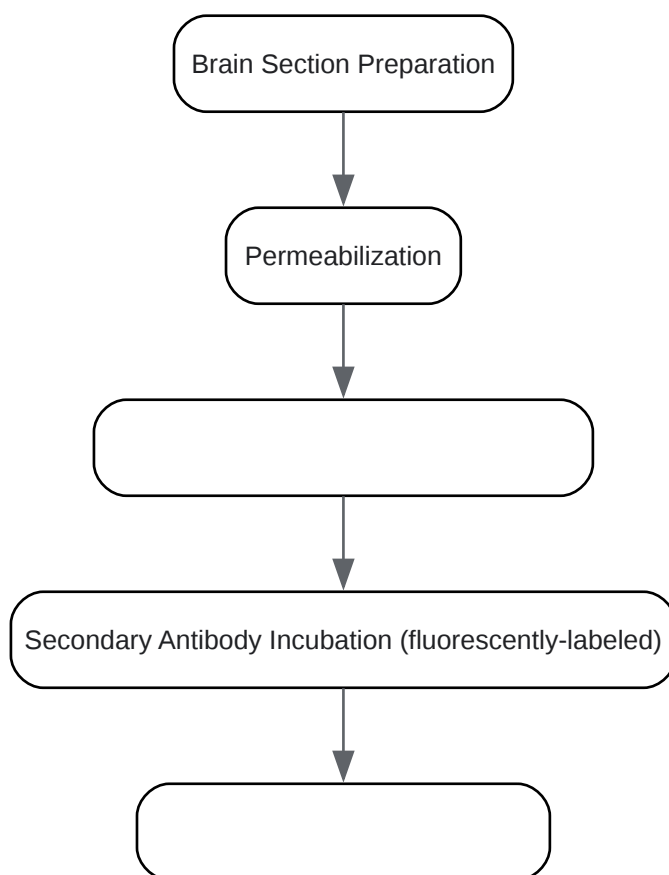 Brain Section Preparation
Permeabilization
Secondary Antibody Incubation (fluorescently-labeled)